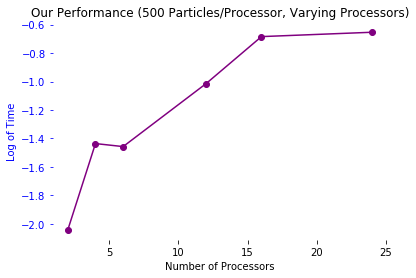 Our Performance (500 Particles/Processor, Varying Processors)
−0.6
−0.8
−1.0
−1.2
−1.4
−1.6
−1.8
−2.0
Log of Time
5 10 15 20 25
Number of Processors